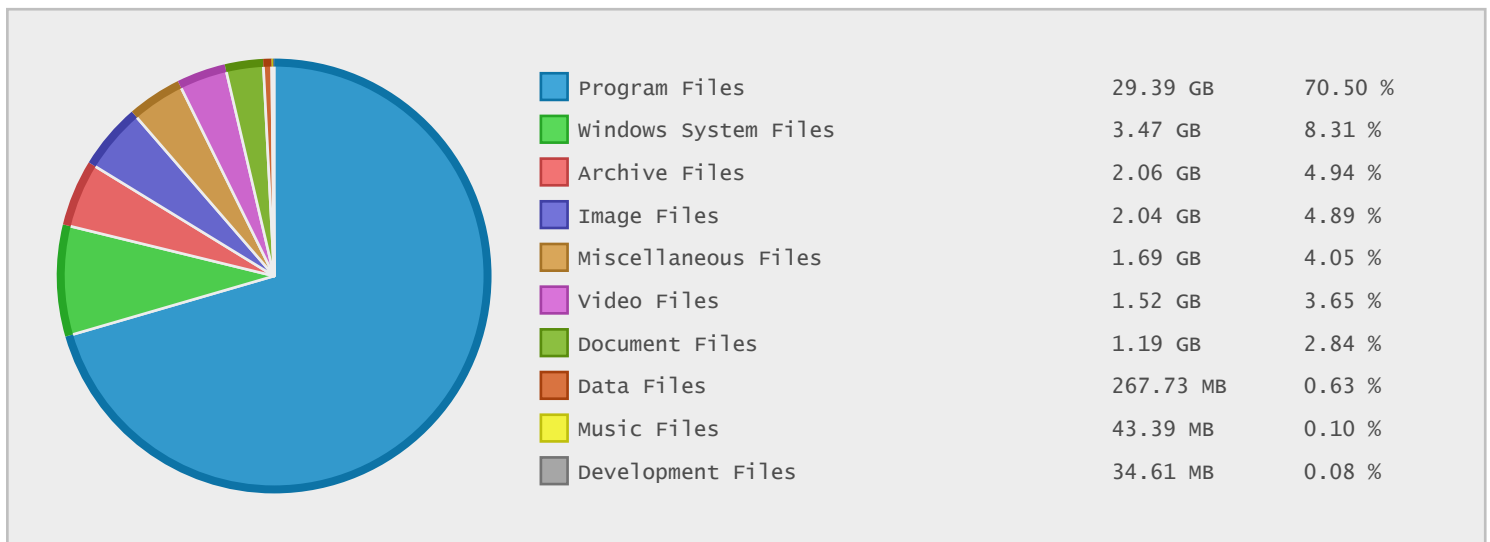 Program Files 29.39 GB 70.50 %
Windows System Files 3.47 GB 8.31 %
Archive Files 2.06 GB 4.94 %
Image Files 2.04 GB 4.89 %
Miscellaneous Files 1.69 GB 4.05 %
Video Files 1.52 GB 3.65 %
Document Files 1.19 GB 2.84 %
Data Files 267.73 MB 0.63 %
Music Files 43.39 MB 0.10 %
Development Files 34.61 MB 0.08 %